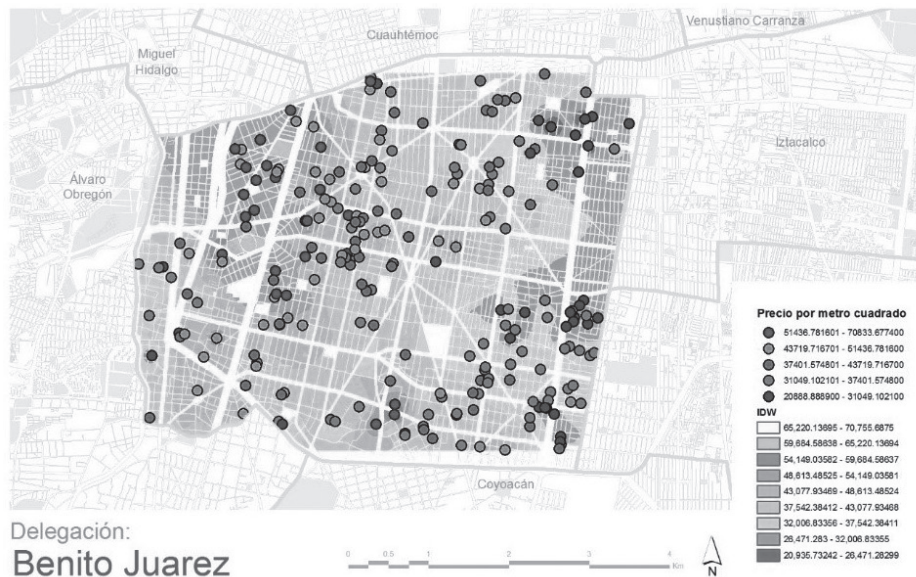 Venustiano Carranza
Cuauhtémoc
Miguel
Hidalgo
Iztacalco
Álvaro
Obregón
Precio por metro cuadrado
51436.781601 - 70833.677400
43719.716701 - 51436.781600
37401.574801 - 43719.716700
31049.102101 - 37401.574800
20888.888900 - 31049.102100
IDW
65,220.13695 - 70,755.6875
59,684.58638 - 65,220.13694
54,149.03582 - 59,684.58637
48,613.48525 - 54,149.03581
43,077.93469 - 48,613.48524
37,542.38412 - 43,077.93468
32,006.83356 - 37,542.38411
26,471.283 - 32,006.83355
20,935.73242 - 26,471.28299
Coyoacán
Delegación:
Benito Juarez
0 0.5 1 2 3 4
Km
N